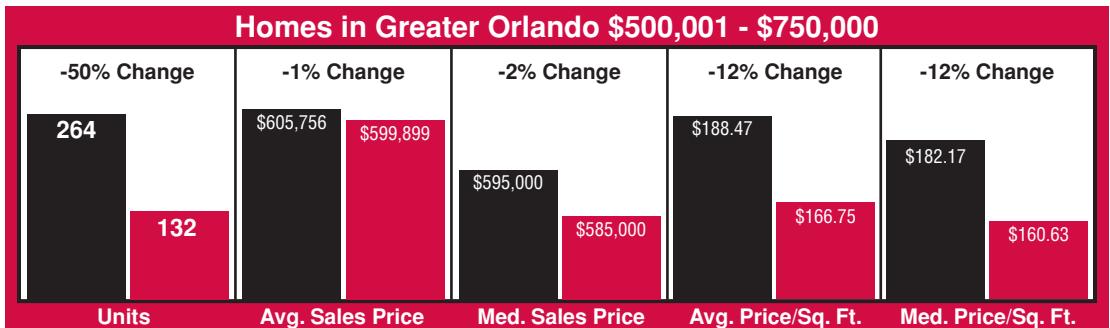 Homes in Greater Orlando $500,001 - $750,000
-50% Change
-1% Change
-2% Change
-12% Change
-12% Change
264
132
$605,756
$599,899
$595,000
$585,000
$188.47
$166.75
$182.17
$160.63
Units
Avg. Sales Price
Med. Sales Price
Avg. Price/Sq. Ft.
Med. Price/Sq. Ft.